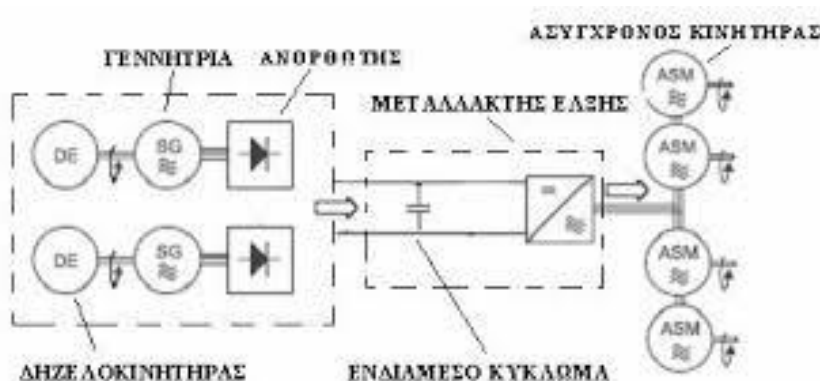 ΑΣΥΓΧΡΟΝΟΣ ΚΙΝΗΤΗΡΑΣ
ΓΕΝΝΗΤΡΙΑ
ΑΝΟΡΘΩΤΗΣ
ΜΕΤΑΛΛΑΚΤΗΣ ΕΛΞΗΣ
ASM
DE
SG
ASM
DE
SG
ASM
ASM
ΔΗΖΕΛΟΚΙΝΗΤΗΡΑΣ
ΕΝΔΙΑΜΕΣΟ ΚΥΚΛΩΜΑ